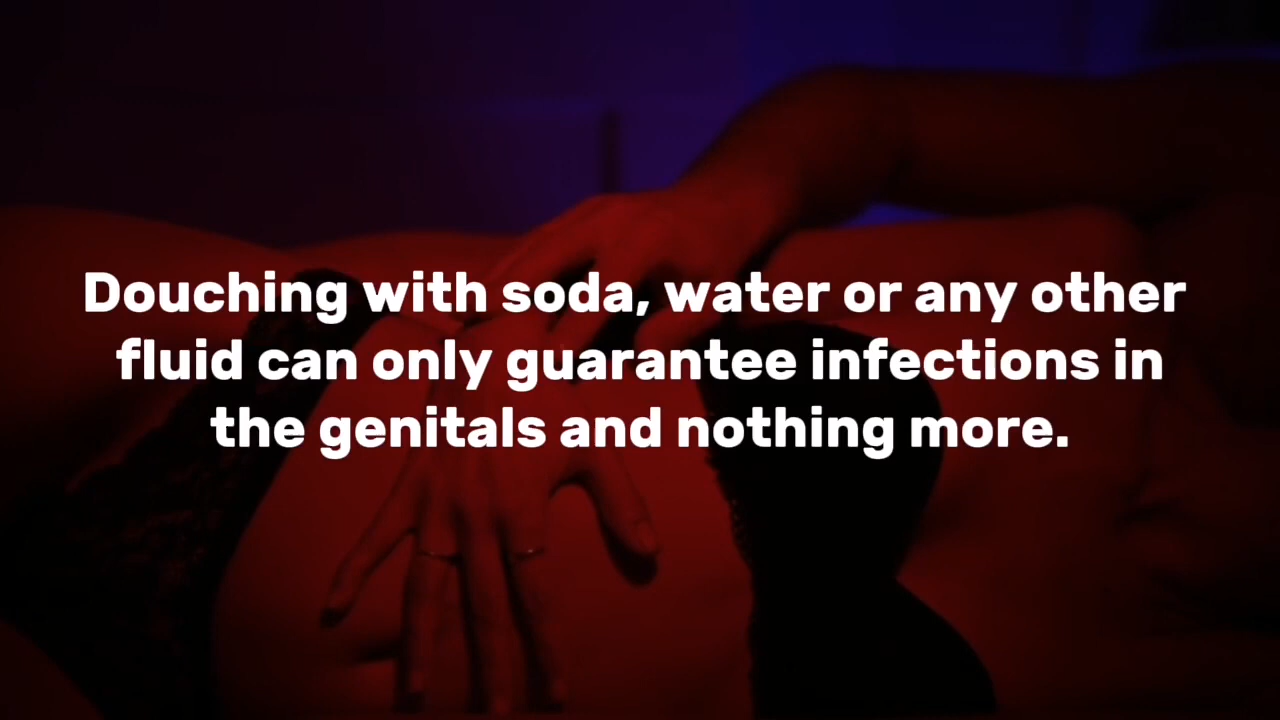 Douching with soda, water or any other
fluid can only guarantee infections in
the genitals and nothing more.